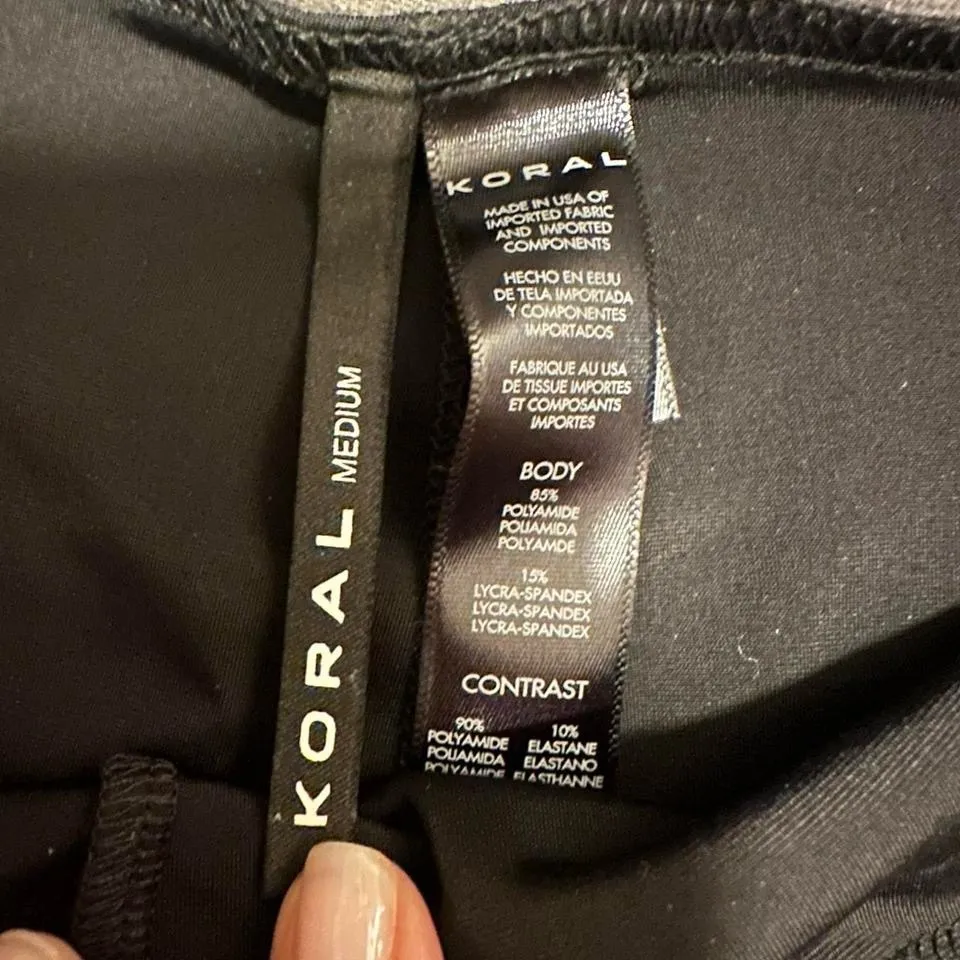 KORAL MEDIUM
KORAL
MADE IN USA OF
IMPORTED FABRIC
AND IMPORTED
COMPONENTS
HECHO EN EEUU
DE TELA IMPORTADA
Y COMPONENTES
IMPORTADOS
FABRIQUE AU USA
DE TISSUE IMPORTES
ET COMPOSANTS
IMPORTES
BODY
85%
POLYAMIDE
POLIAMIDA
POLYAMDE
15%
LYCRA-SPANDEX
LYCRA-SPANDEX
LYCRA-SPANDEX
CONTRAST
90% 10%
POLYAMIDE ELASTANE
POLIAMIDA ELASTANO
POLYAMIDE ELASTHANNE